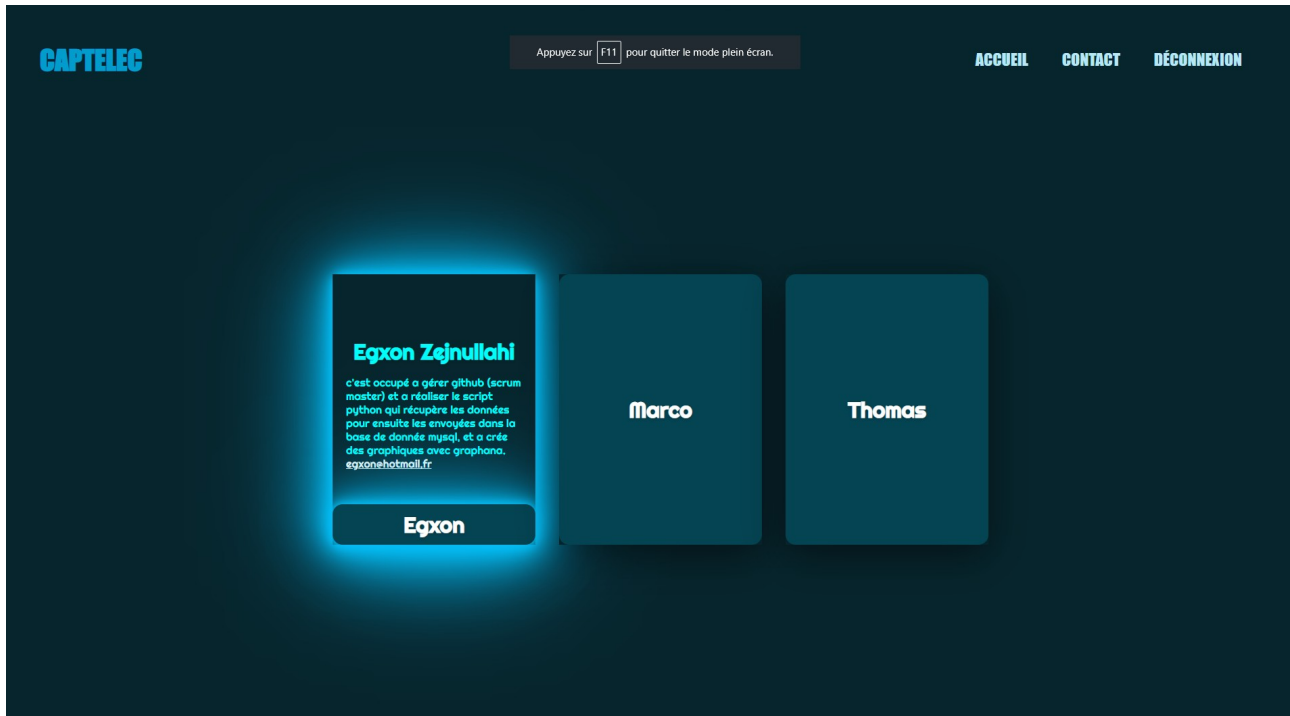 CAPTELEC
Appuyez sur F11 pour quitter le mode plein écran.
ACCUEIL CONTACT DÉCONNEXION
Egxon Zejnullahi
c'est occupé a gérer github (scrum
master) et a réaliser le script
python qui récupère les données
pour ensuite les envoyées dans la
base de donnée mysql, et a crée
des graphiques avec graphana.
egxon@hotmail.fr
Egxon
Marco
Thomas